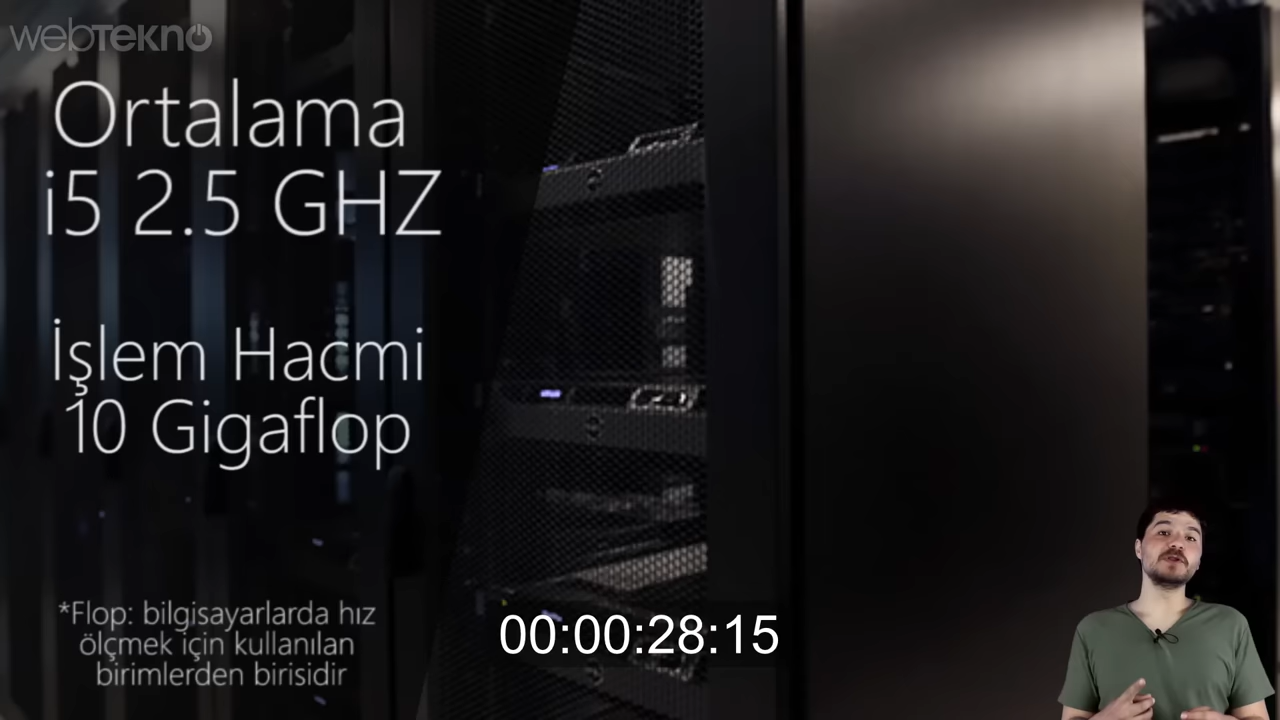 webTEKNO
Ortalama
i5 2.5 GHZ
İşlem Hacmi
10 Gigaflop
*Flop: bilgisayarlarda hız
ölçmek için kullanılan
birimlerden birisidir
00:00:28:15